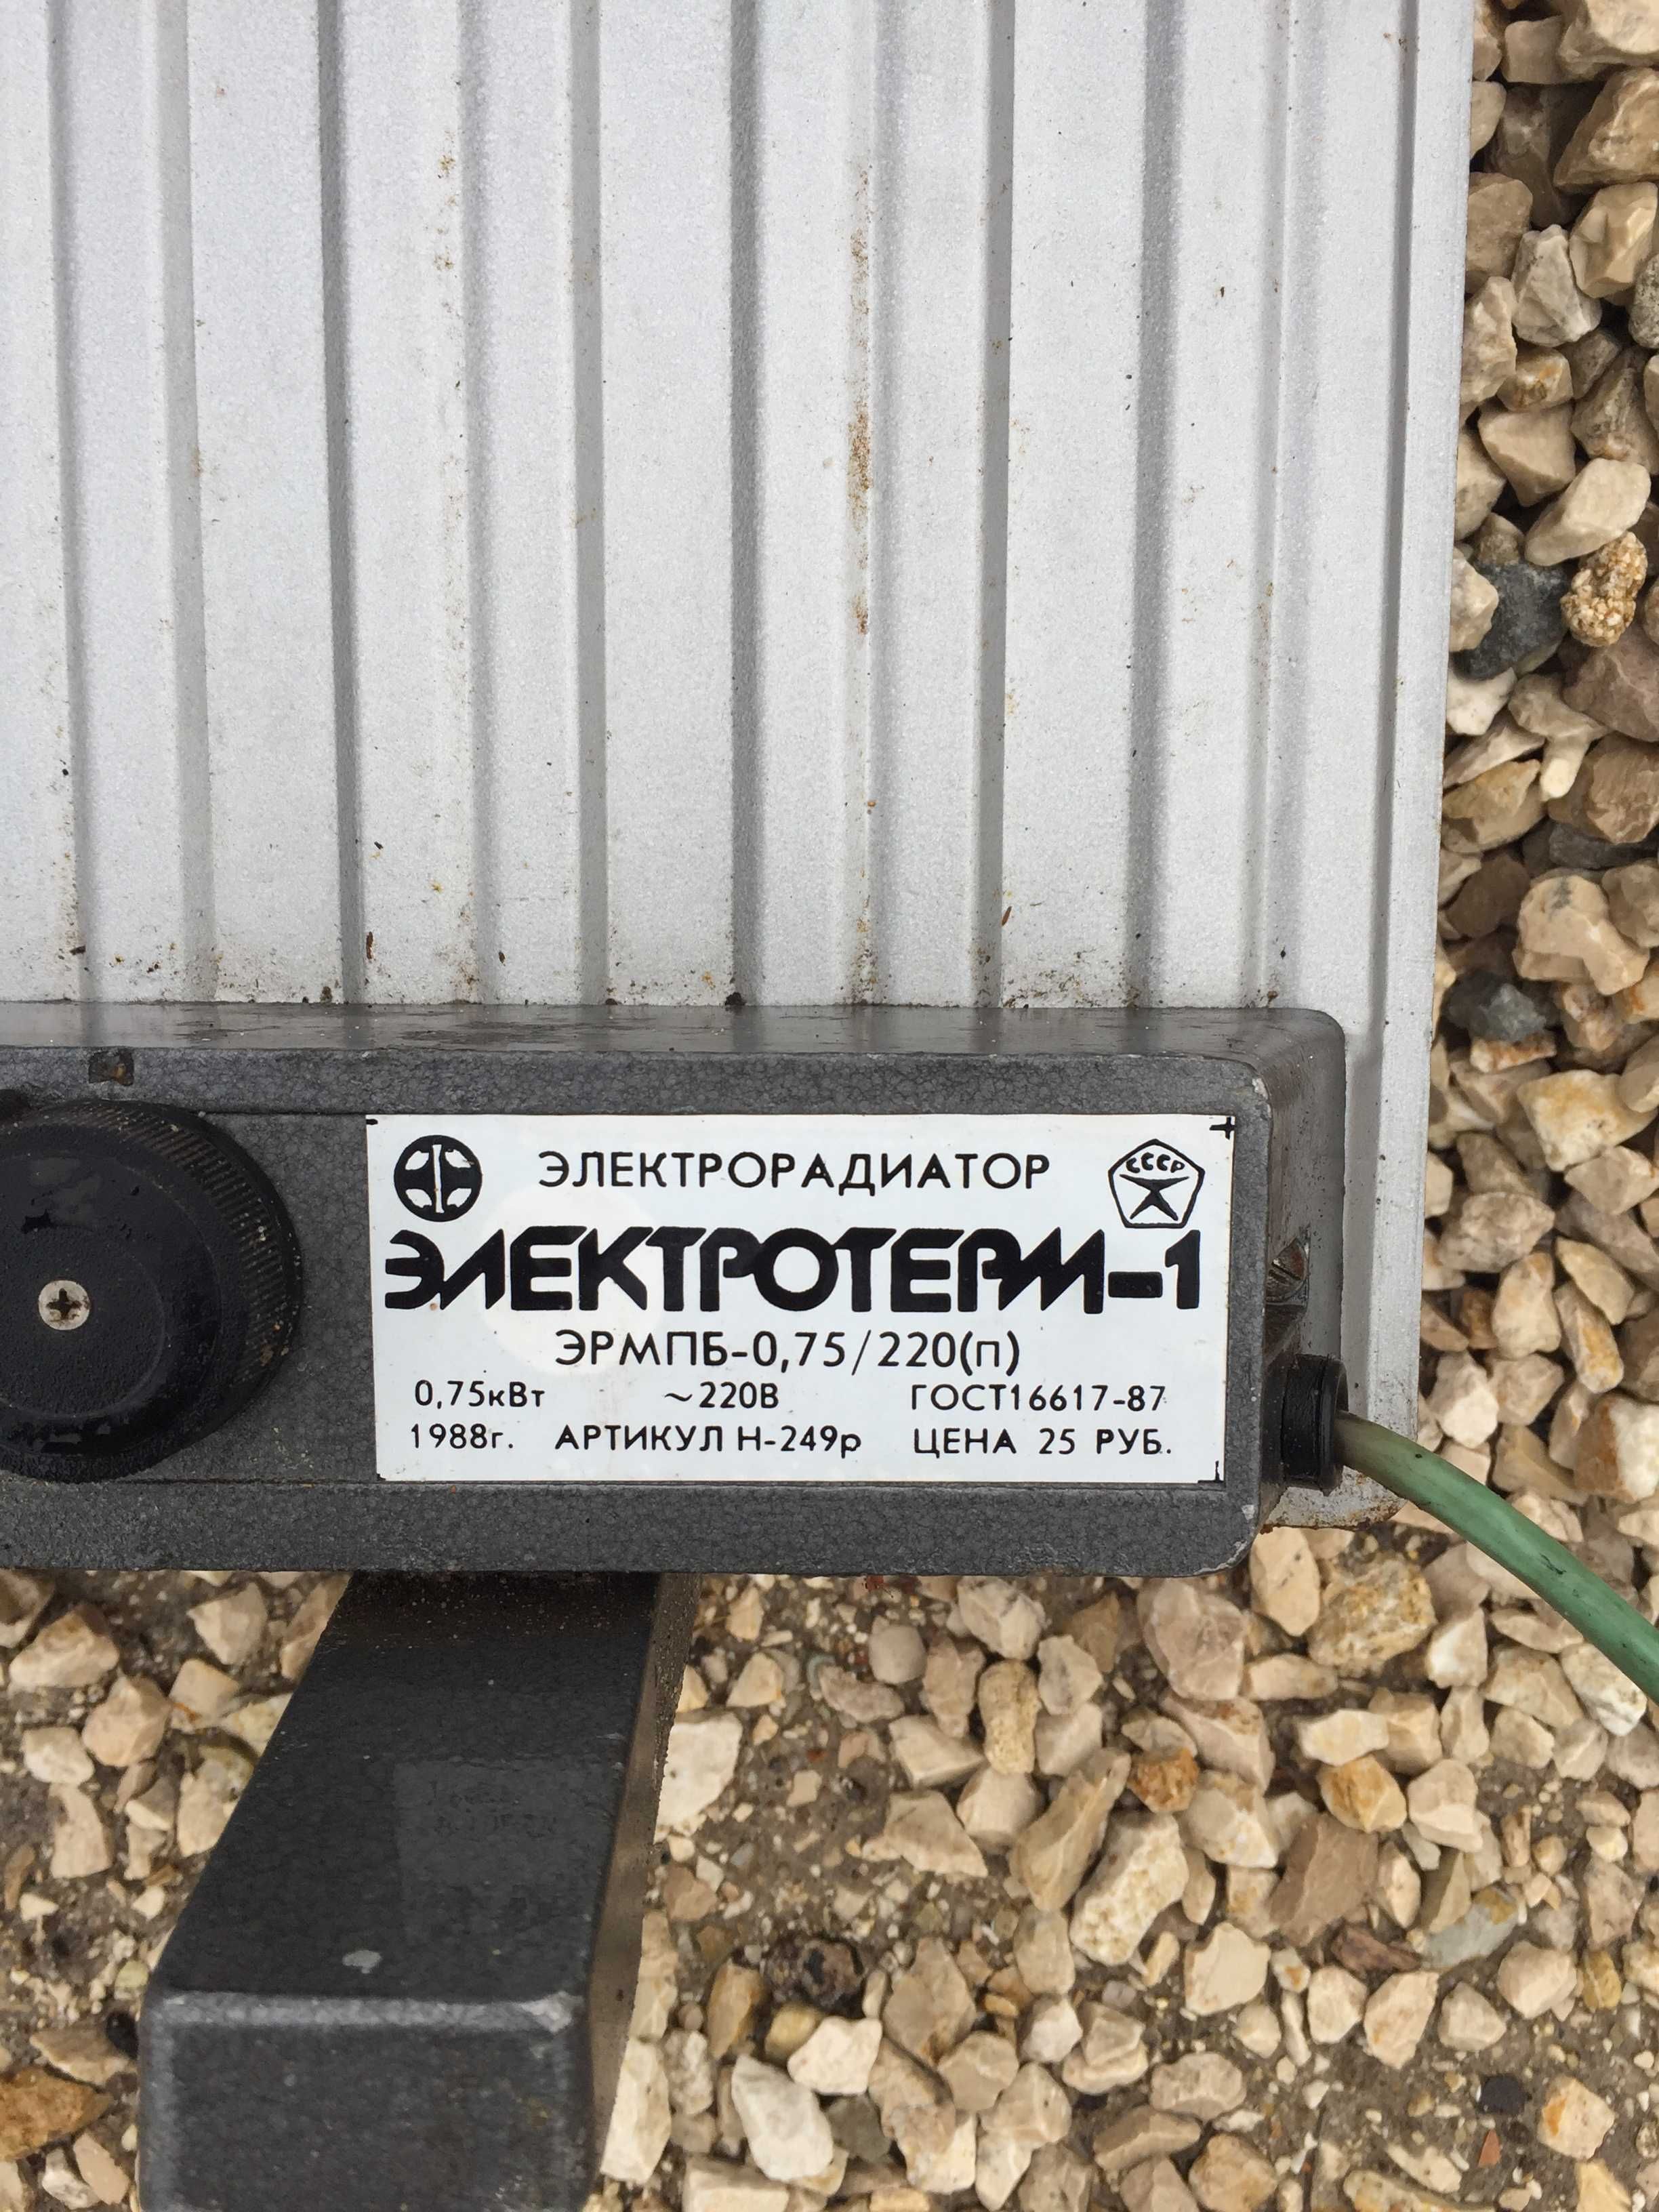 ЭЛЕКТРОРАДИАТОР
СССР
ЭЛЕКТРОТЕРМ-1
ЭРМПБ-0,75/220(п)
0,75кВт ~220В ГОСТ16617-87
1988г. АРТИКУЛ Н-249р ЦЕНА 25 РУБ.